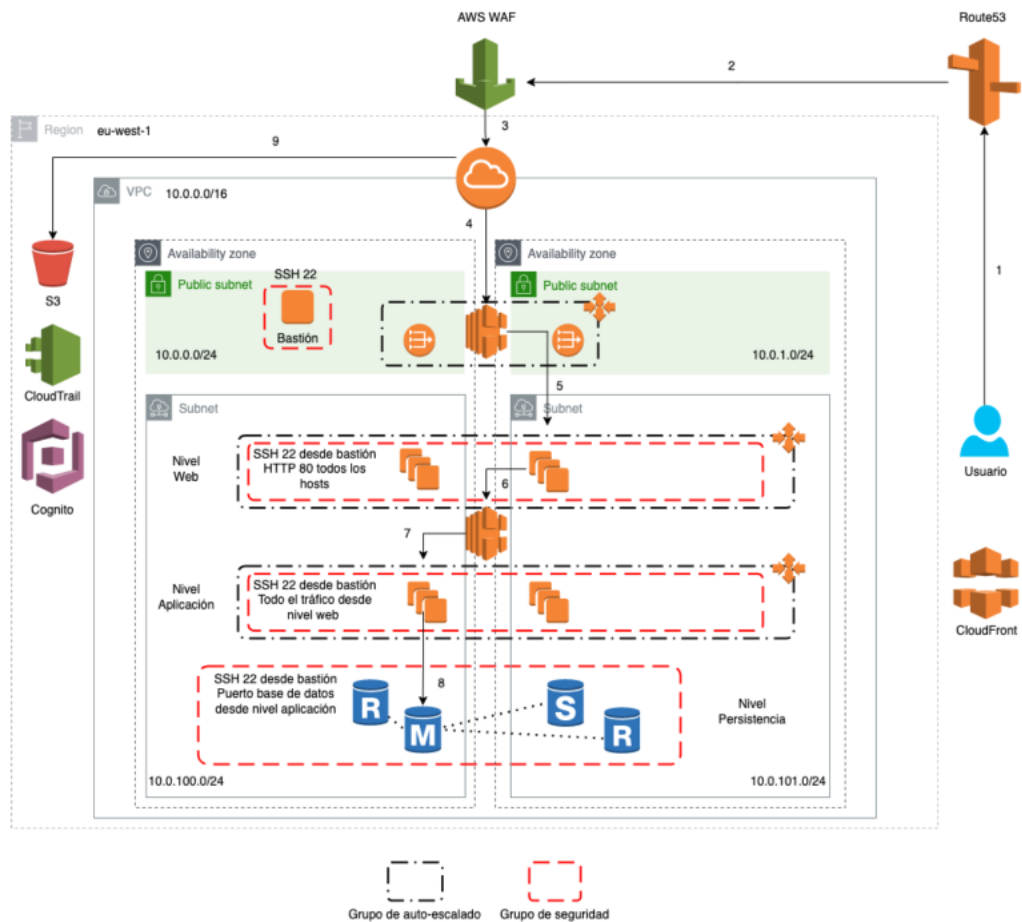 AWS WAF
Route53
2
3
Region
eu-west-1
9
VPC
10.0.0.0/16
4
Availability zone
Availability zone
1
Public subnet
SSH 22
Public subnet
S3
Bastión
10.0.0.0/24
10.0.1.0/24
CloudTrail
5
Subnet
Subnet
Nivel
Web
SSH 22 desde bastión
HTTP 80 todos los
hosts
6
Usuario
Cognito
7
Nivel
Aplicación
SSH 22 desde bastión
Todo el tráfico desde
nivel web
CloudFront
8
SSH 22 desde bastión
Puerto base de datos
desde nivel aplicación
R
M
S
R
Nivel
Persistencia
10.0.100.0/24
10.0.101.0/24
Grupo de auto-escalado
Grupo de seguridad